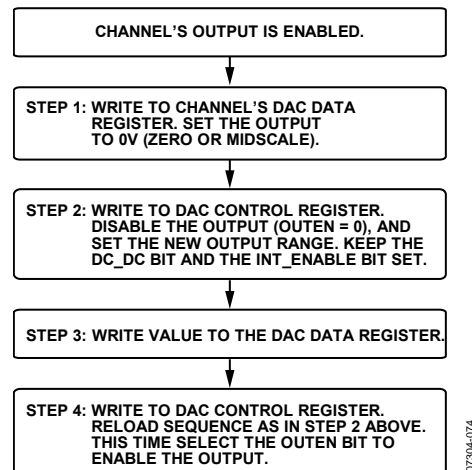 CHANNEL'S OUTPUT IS ENABLED.
STEP 1: WRITE TO CHANNEL'S DAC DATA
REGISTER. SET THE OUTPUT
TO 0V (ZERO OR MIDSCALE).
STEP 2: WRITE TO DAC CONTROL REGISTER.
DISABLE THE OUTPUT (OUTEN = 0), AND
SET THE NEW OUTPUT RANGE. KEEP THE
DC_DC BIT AND THE INT_ENABLE BIT SET.
STEP 3: WRITE VALUE TO THE DAC DATA REGISTER.
STEP 4: WRITE TO DAC CONTROL REGISTER.
RELOAD SEQUENCE AS IN STEP 2 ABOVE.
THIS TIME SELECT THE OUTEN BIT TO
ENABLE THE OUTPUT.
07304-074